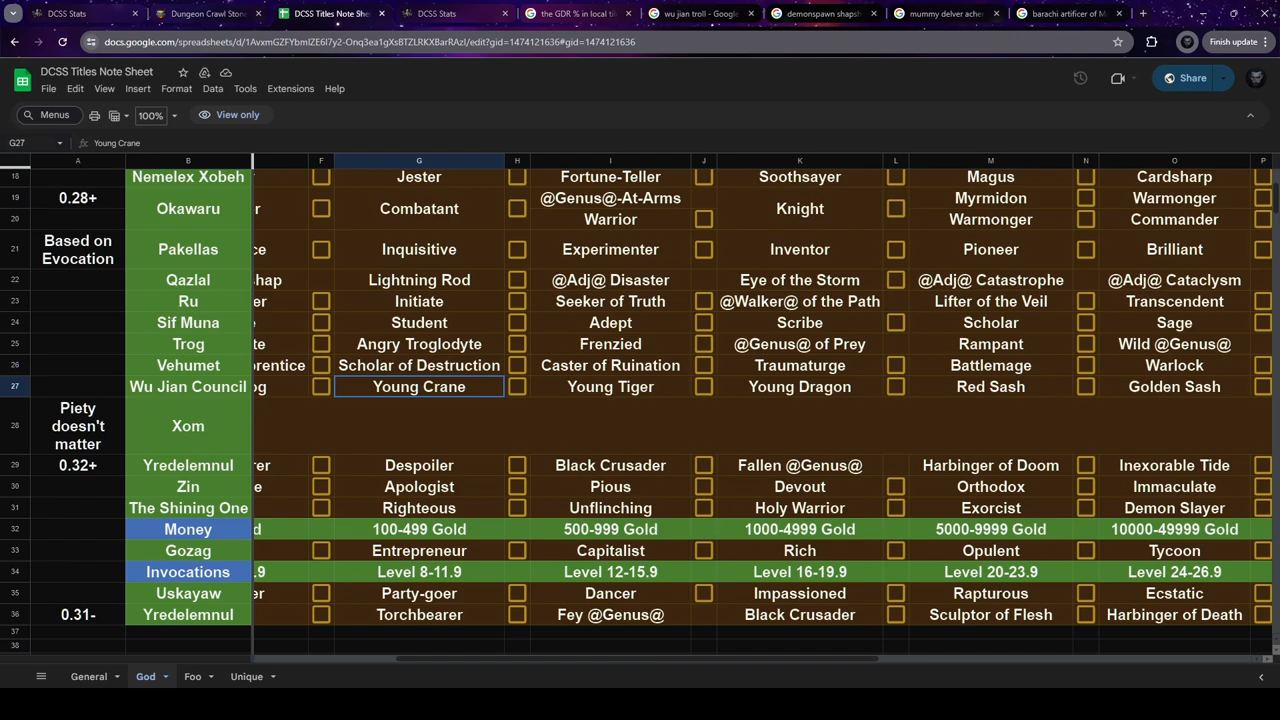 DCSS Stats
Dungeon Crawl Ston
DCSS Titles Note Shee
DCSS Stats
the GDR % in local ti
wu jian troll - Google
demonspawn shapsh
mummy delver ache
barachi artificer of M
docs.google.com/spreadsheets/d/1AvxmGZFYbmIZE6l7y2-Onq3ea1gXsBTZLRKXBarRAzI/edit?gid=1474121636#gid=1474121636
Finish update
DCSS Titles Note Sheet
File Edit View Insert Format Data Tools Extensions Help
Share
Menus 100% View only
G27 fx Young Crane
A B F G H I J K L M N O P
18 Nemelex Xobeh Jester Fortune-Teller Soothsayer Magus Cardsharp
19 0.28+ Okawaru r Combatant @Genus@-At-Arms Knight Myrmidon Warmonger
20 Warrior Warmonger Commander
21 Based on Evocation Pakellas ce Inquisitive Experimenter Inventor Pioneer Brilliant
22 Qazlal shap Lightning Rod @Adj@ Disaster Eye of the Storm @Adj@ Catastrophe @Adj@ Cataclysm
23 Ru er Initiate Seeker of Truth @Walker@ of the Path Lifter of the Veil Transcendent
24 Sif Muna e Student Adept Scribe Scholar Sage
25 Trog te Angry Troglodyte Frenzied @Genus@ of Prey Rampant Wild @Genus@
26 Vehumet prentice Scholar of Destruction Caster of Ruination Traumaturge Battlemage Warlock
27 Wu Jian Council og Young Crane Young Tiger Young Dragon Red Sash Golden Sash
28 Piety doesn't matter Xom
29 0.32+ Yredelemnul rer Despoiler Black Crusader Fallen @Genus@ Harbinger of Doom Inexorable Tide
30 Zin e Apologist Pious Devout Orthodox Immaculate
31 The Shining One Righteous Unflinching Holy Warrior Exorcist Demon Slayer
32 Money d 100-499 Gold 500-999 Gold 1000-4999 Gold 5000-9999 Gold 10000-49999 Gold
33 Gozag Entrepreneur Capitalist Rich Opulent Tycoon
34 Invocations .9 Level 8-11.9 Level 12-15.9 Level 16-19.9 Level 20-23.9 Level 24-26.9
35 Uskayaw er Party-goer Dancer Impassioned Rapturous Ecstatic
36 0.31- Yredelemnul Torchbearer Fey @Genus@ Black Crusader Sculptor of Flesh Harbinger of Death
37
38
General God Foo Unique